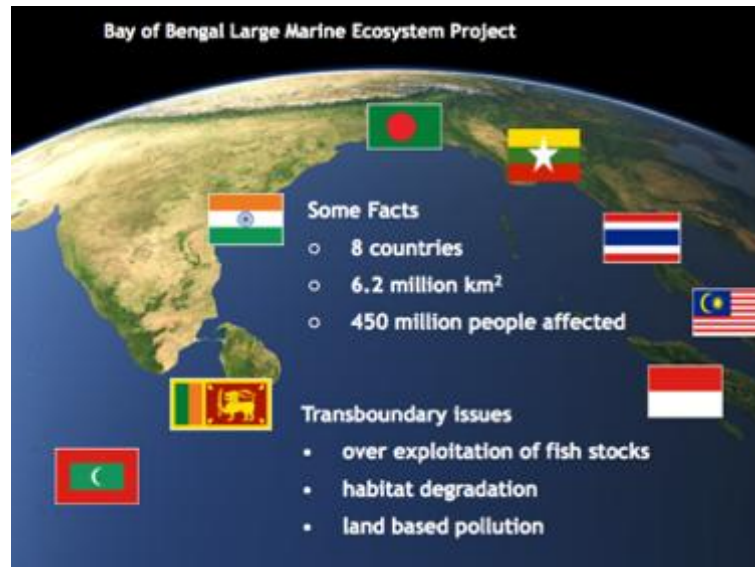 Bay of Bengal Large Marine Ecosystem Project
Some Facts
○ 8 countries
○ 6.2 million km²
○ 450 million people affected
Transboundary issues
• over exploitation of fish stocks
• habitat degradation
• land based pollution